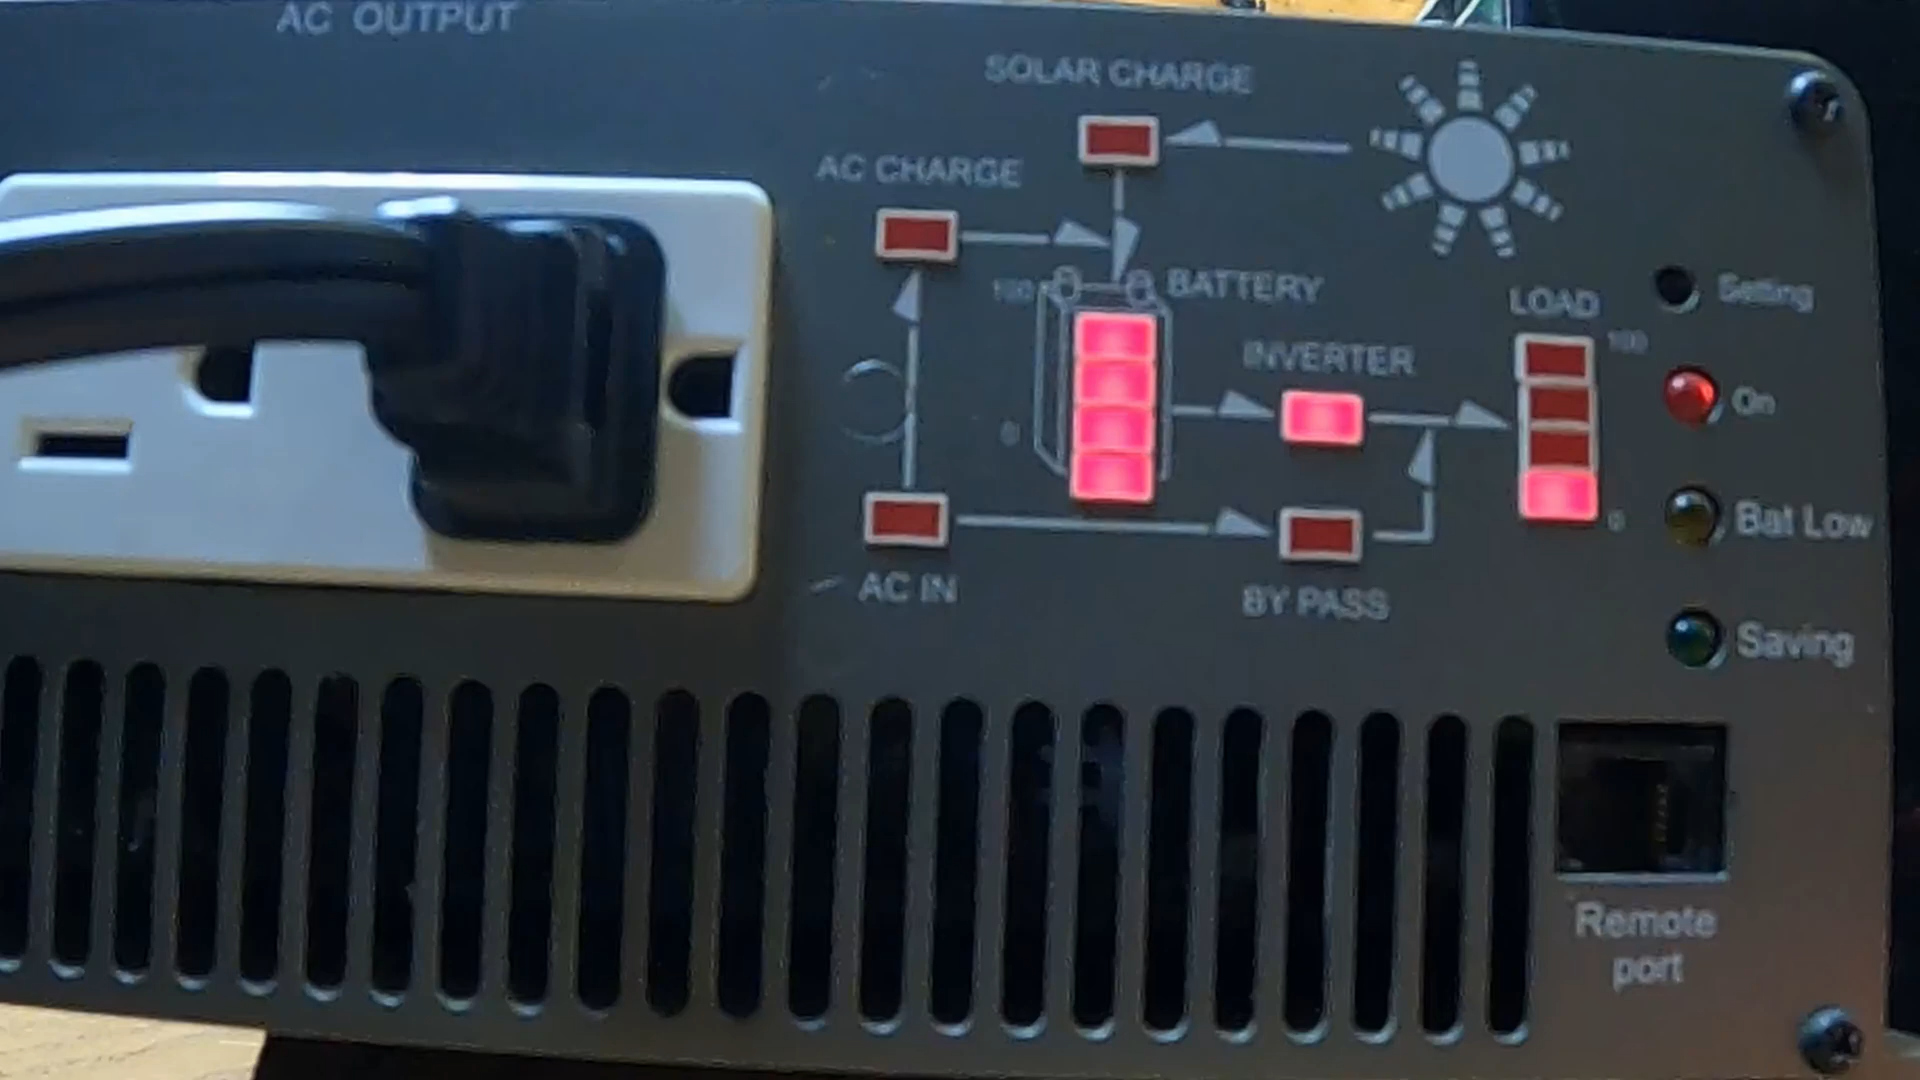 AC OUTPUT
SOLAR CHARGE
AC CHARGE
100
BATTERY
0
INVERTER
LOAD
100
0
AC IN
BY PASS
Setting
On
Bat Low
Saving
Remote
port